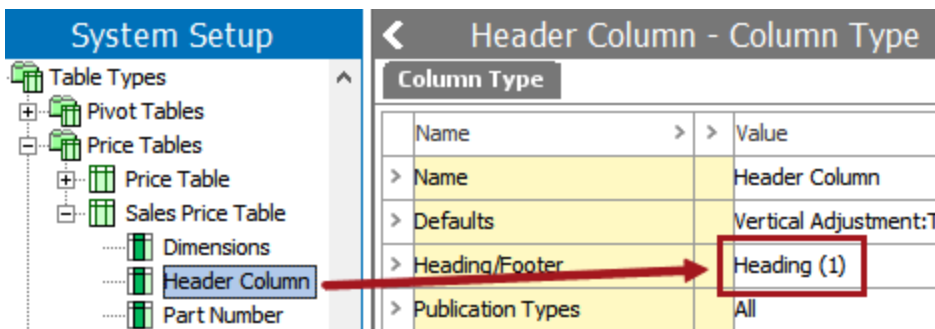 System Setup
Table Types
Pivot Tables
Price Tables
Price Table
Sales Price Table
Dimensions
Header Column
Part Number
Header Column - Column Type
Column Type
Name > > Value
> Name Header Column
> Defaults Vertical Adjustment:T
> Heading/Footer Heading (1)
> Publication Types All